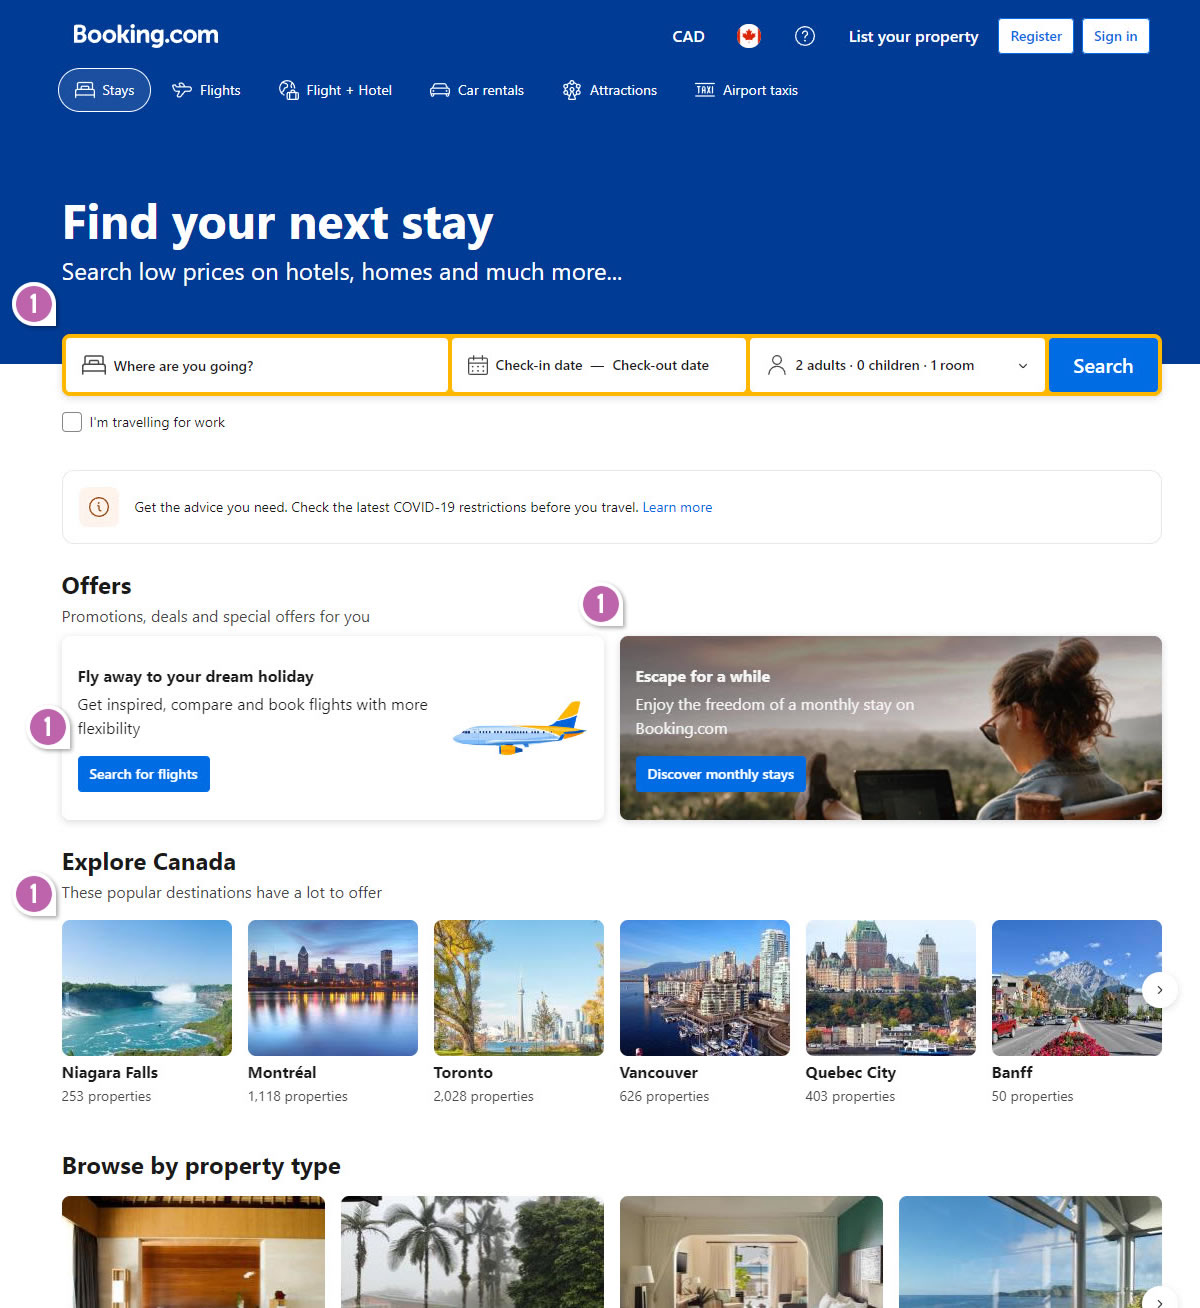 Booking.com
CAD
List your property
Register
Sign in
Stays
Flights
Flight + Hotel
Car rentals
Attractions
TAXI
Airport taxis
Find your next stay
Search low prices on hotels, homes and much more...
1
Where are you going?
Check-in date — Check-out date
2 adults · 0 children · 1 room
Search
I'm travelling for work
Get the advice you need. Check the latest COVID-19 restrictions before you travel. Learn more
Offers
Promotions, deals and special offers for you
1
Fly away to your dream holiday
Get inspired, compare and book flights with more
flexibility
1
Search for flights
Escape for a while
Enjoy the freedom of a monthly stay on
Booking.com
Discover monthly stays
Explore Canada
1
These popular destinations have a lot to offer
Niagara Falls
253 properties
Montréal
1,118 properties
Toronto
2,028 properties
Vancouver
626 properties
Quebec City
403 properties
Banff
50 properties
Browse by property type